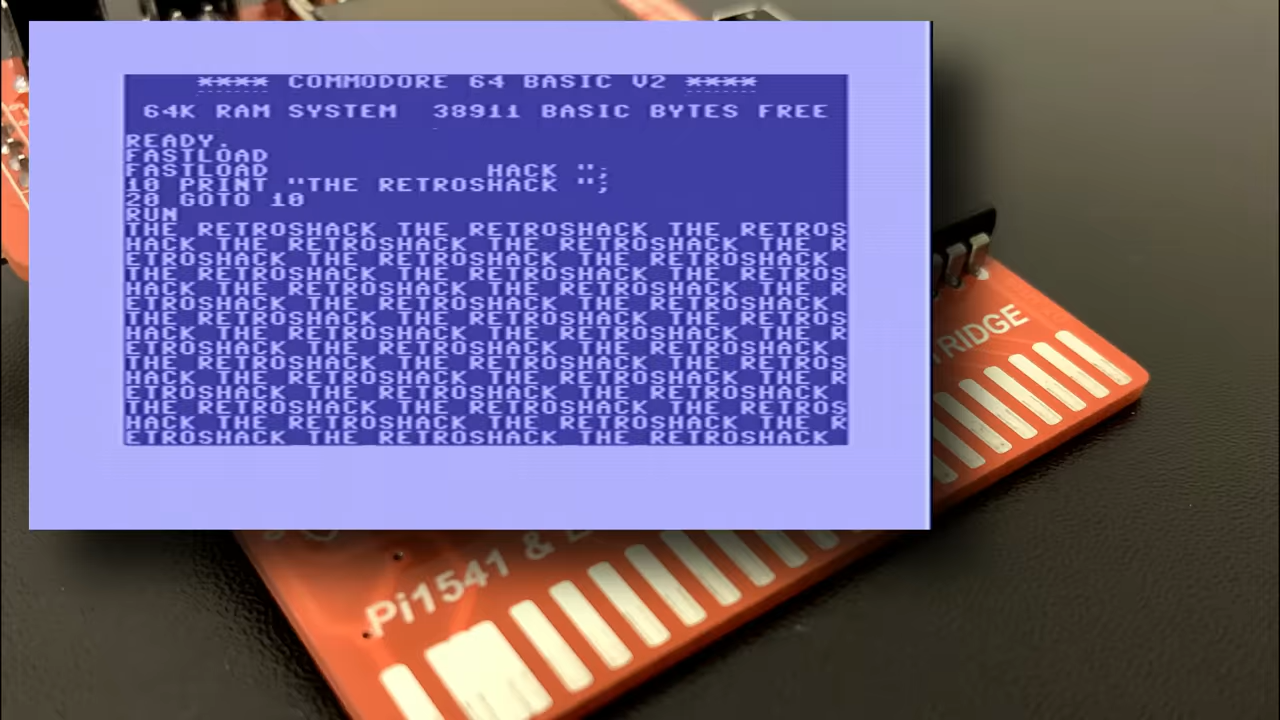 **** COMMODORE 64 BASIC V2 ****
64K RAM SYSTEM 38911 BASIC BYTES FREE
READY.
FASTLOAD
FASTLOAD HACK ";
10 PRINT "THE RETROSHACK ";
20 GOTO 10
RUN
THE RETROSHACK THE RETROSHACK THE RETROS
HACK THE RETROSHACK THE RETROSHACK THE R
ETROSHACK THE RETROSHACK THE RETROSHACK
THE RETROSHACK THE RETROSHACK THE RETROS
HACK THE RETROSHACK THE RETROSHACK THE R
ETROSHACK THE RETROSHACK THE RETROSHACK
THE RETROSHACK THE RETROSHACK THE RETROS
HACK THE RETROSHACK THE RETROSHACK THE R
ETROSHACK THE RETROSHACK THE RETROSHACK
THE RETROSHACK THE RETROSHACK THE RETROS
HACK THE RETROSHACK THE RETROSHACK THE R
ETROSHACK THE RETROSHACK THE RETROSHACK
THE RETROSHACK THE RETROSHACK THE RETROS
HACK THE RETROSHACK THE RETROSHACK THE R
ETROSHACK THE RETROSHACK THE RETROSHACK
TRIDGE
Pi1541 &